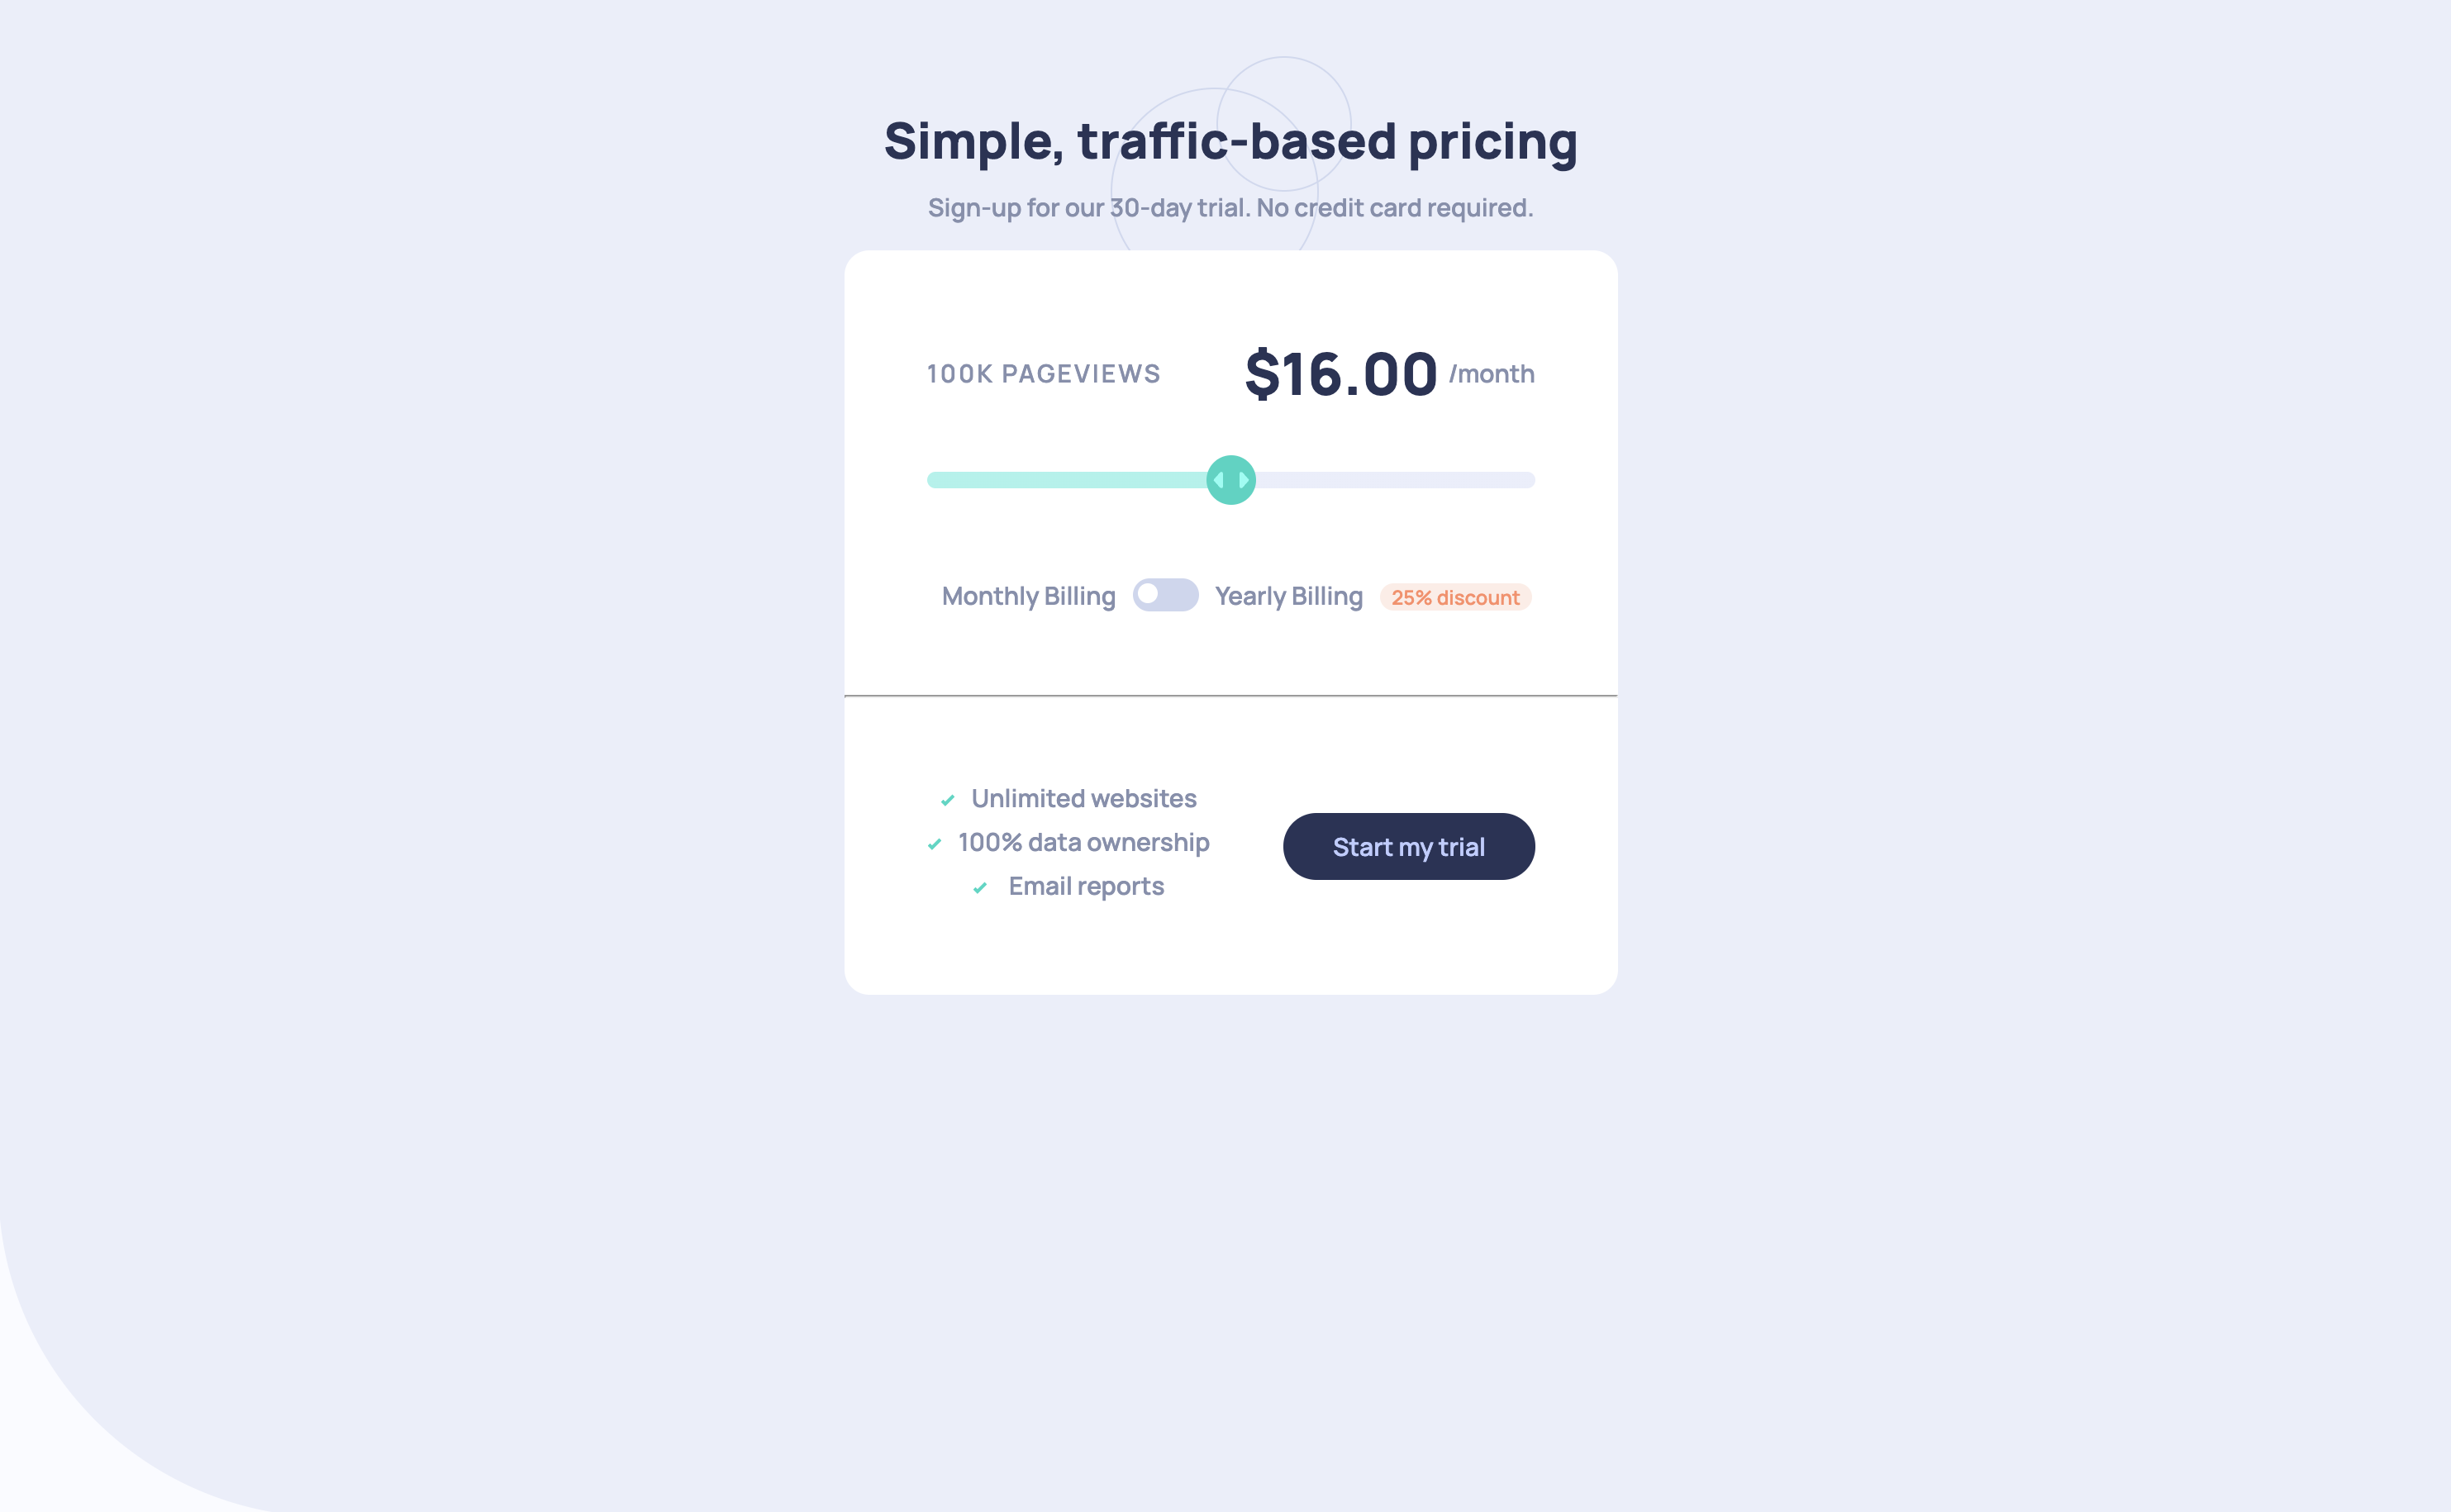 Simple, traffic-based pricing
Sign-up for our 30-day trial. No credit card required.
100K PAGEVIEWS
$16.00 /month
Monthly Billing
Yearly Billing
25% discount
Unlimited websites
100% data ownership
Email reports
Start my trial